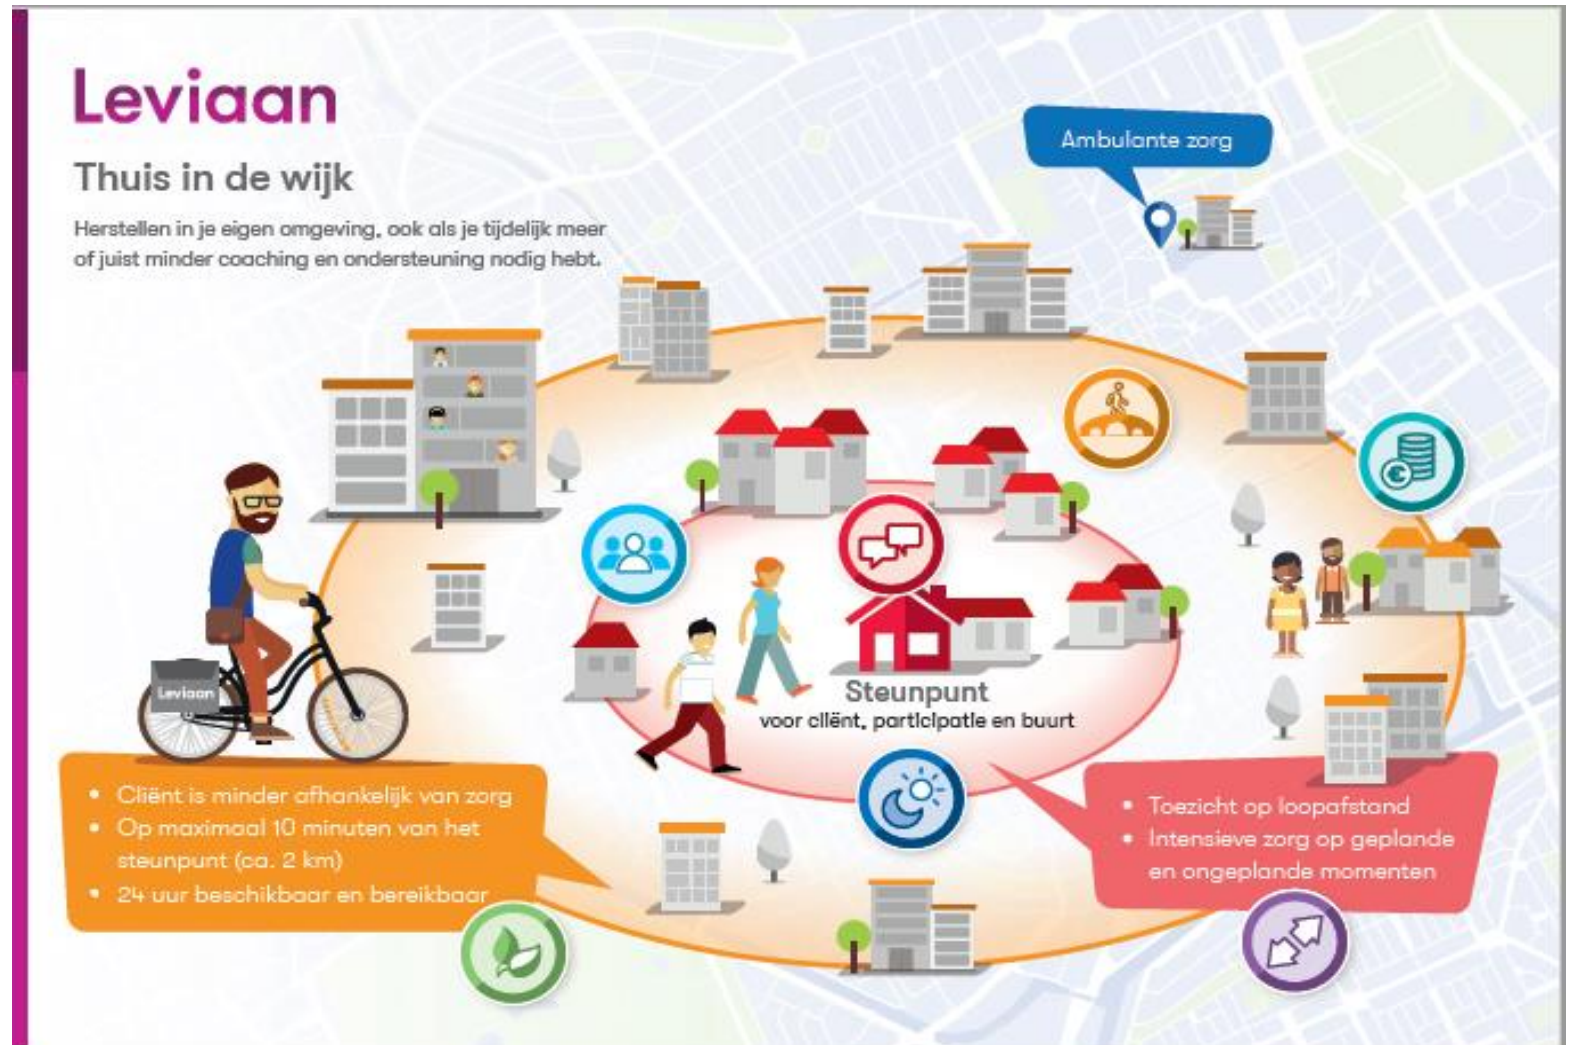 Leviaan
Thuis in de wijk
Herstellen in je eigen omgeving, ook als je tijdelijk meer
of juist minder coaching en ondersteuning nodig hebt.
Ambulante zorg
Leviaan
Steunpunt
voor cliënt, participatie en buurt
• Cliënt is minder afhankelijk van zorg
• Op maximaal 10 minuten van het
steunpunt (ca. 2 km)
• 24 uur beschikbaar en bereikbaar
• Toezicht op loopafstand
• Intensieve zorg op geplande
en ongeplande momenten